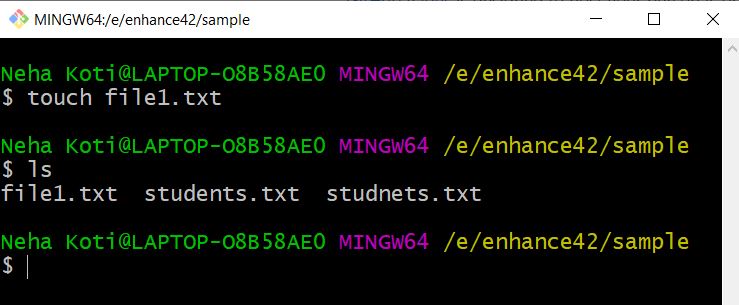 MINGW64:/e/enhance42/sample
Neha Koti@LAPTOP-O8B58AE0 MINGW64 /e/enhance42/sample
$ touch file1.txt
Neha Koti@LAPTOP-O8B58AE0 MINGW64 /e/enhance42/sample
$ ls
file1.txt  students.txt  studnets.txt
Neha Koti@LAPTOP-O8B58AE0 MINGW64 /e/enhance42/sample
$